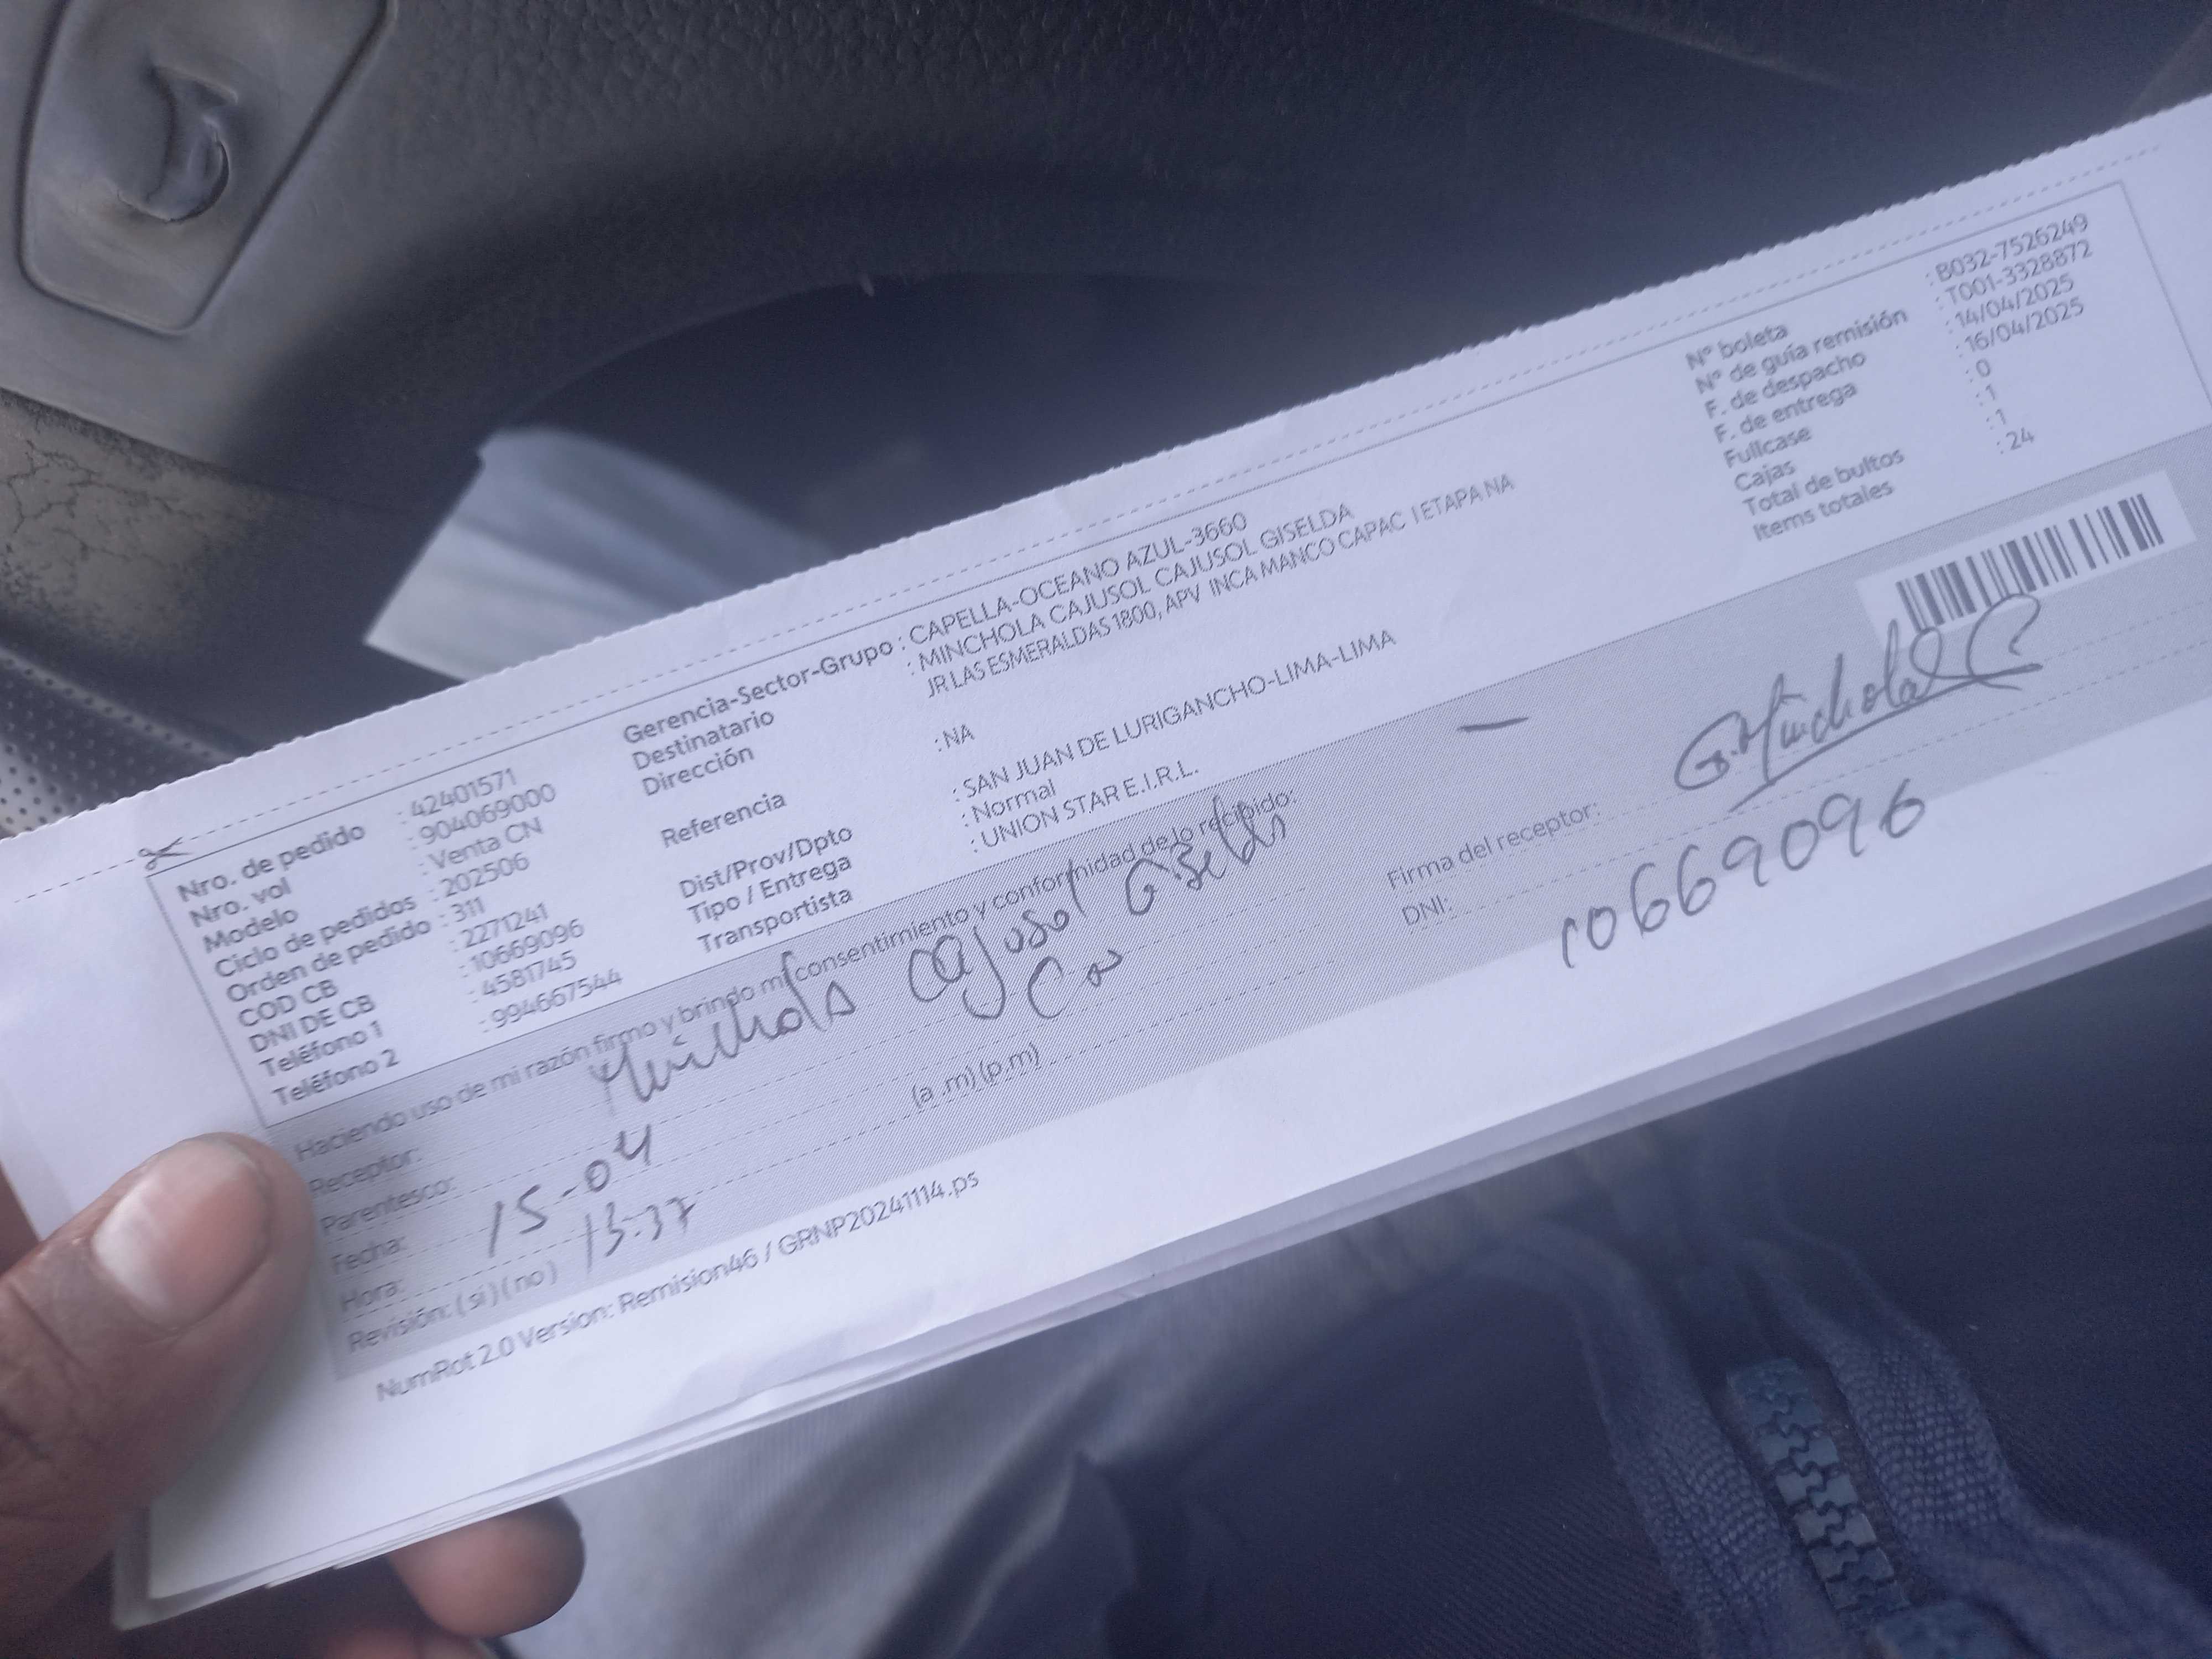 Nro. de pedido : 42401571
Nro. vol : 904069000
Modelo : Venta CN
Ciclo de pedidos : 202506
Orden de pedido : 311
COD CB : 2271241
DNI DE CB : 10669096
Teléfono 1 : 4581745
Teléfono 2 : 994667544
Gerencia-Sector-Grupo : CAPELLA-OCEANO AZUL-3660
Destinatario : MINCHOLA CAJUSOL CAJUSOL GISELDA
Dirección JR LAS ESMERALDAS 1800, APV INCA MANCO CAPAC I ETAPA NA
Referencia : NA
Dist/Prov/Dpto : SAN JUAN DE LURIGANCHO-LIMA-LIMA
Tipo / Entrega : Normal
Transportista : UNION STAR E.I.R.L.
N° boleta : B032-7526249
N° de guía remisión : T001-3328872
F. de despacho : 14/04/2025
F. de entrega : 16/04/2025
Fullcase : 0
Cajas : 1
Total de bultos : 1
Items totales : 24
Haciendo uso de mi razón firmo y brindo mi consentimiento y conformidad de lo recibido:
Receptor: Minchola Cajusol Giselda
Parentesco:
Fecha: 15-04
Hora: 13:37 (a .m) (p.m)
Revisión: ( si ) ( no )
Firma del receptor: G. Minchola C
DNI: 10669096
NumRot 2.0 Version: Remision46 / GRNP20241114.ps